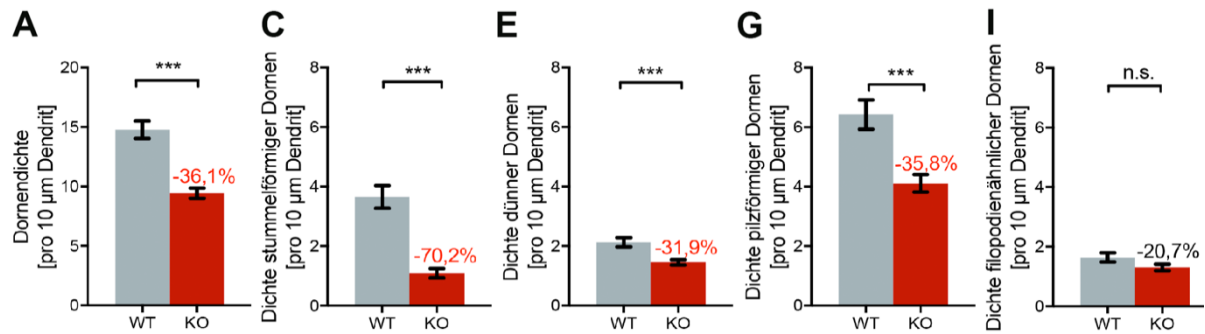 A
Dornendichte
[pro 10 µm Dendrit]
20
15
10
5
0
***
-36,1%
WT
KO
C
Dichte stummelförmiger Dornen
[pro 10 µm Dendrit]
8
6
4
2
0
***
-70,2%
WT
KO
E
Dichte dünner Dornen
[pro 10 µm Dendrit]
8
6
4
2
0
***
-31,9%
WT
KO
G
Dichte pilzförmiger Dornen
[pro 10 µm Dendrit]
8
6
4
2
0
***
-35,8%
WT
KO
I
Dichte filopodienähnlicher Dornen
[pro 10 µm Dendrit]
8
6
4
2
0
n.s.
-20,7%
WT
KO